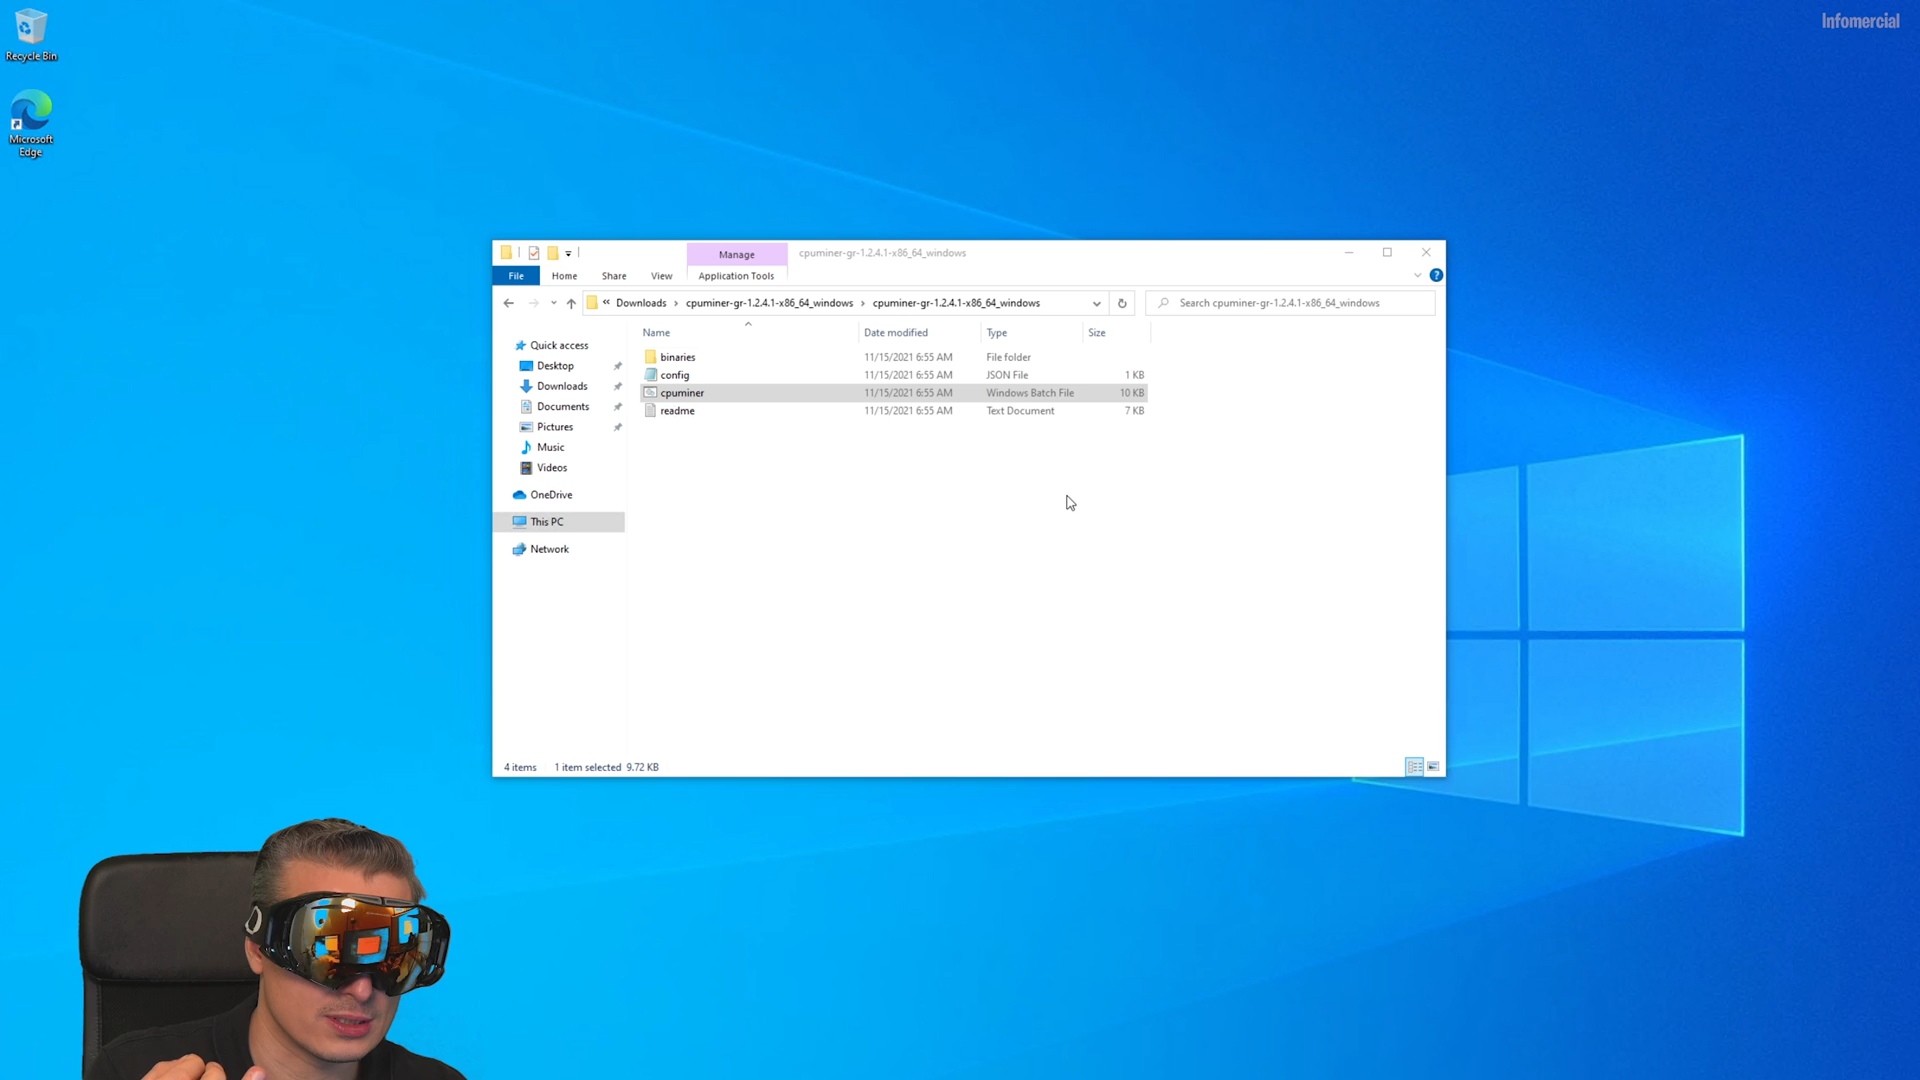 Infomercial
Recycle Bin
Microsoft
Edge
Manage
cpuminer-gr-1.2.4.1-x86_64_windows
File
Home
Share
View
Application Tools
« Downloads > cpuminer-gr-1.2.4.1-x86_64_windows > cpuminer-gr-1.2.4.1-x86_64_windows
Search cpuminer-gr-1.2.4.1-x86_64_windows
Name Date modified Type Size
binaries 11/15/2021 6:55 AM File folder
config 11/15/2021 6:55 AM JSON File 1 KB
cpuminer 11/15/2021 6:55 AM Windows Batch File 10 KB
readme 11/15/2021 6:55 AM Text Document 7 KB
Quick access
Desktop
Downloads
Documents
Pictures
Music
Videos
OneDrive
This PC
Network
4 items 1 item selected 9.72 KB